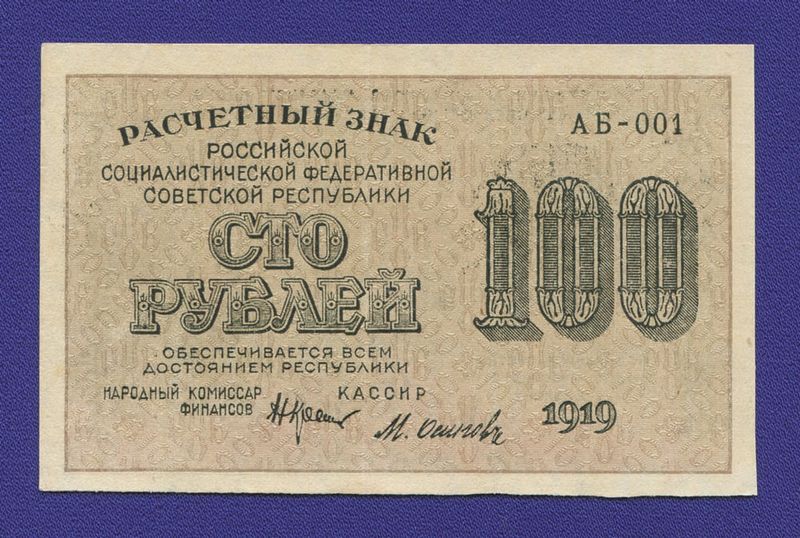 РАСЧЕТНЫЙ ЗНАК
РОССИЙСКОЙ
СОЦИАЛИСТИЧЕСКОЙ ФЕДЕРАТИВНОЙ
СОВЕТСКОЙ РЕСПУБЛИКИ
СТО
РУБЛЕЙ
ОБЕСПЕЧИВАЕТСЯ ВСЕМ
ДОСТОЯНИЕМ РЕСПУБЛИКИ
НАРОДНЫЙ КОМИССАР
ФИНАНСОВ
КАССИР
М. Осиповъ
АБ-001
100
1919